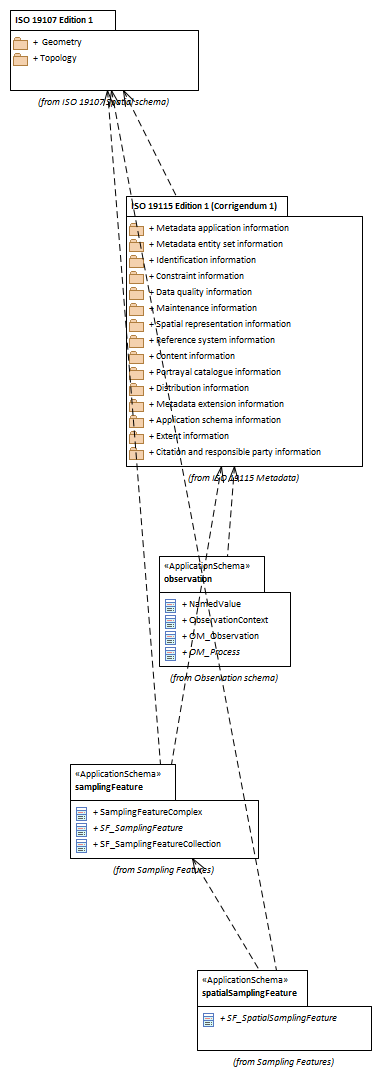 ISO 19107 Edition 1
+ Geometry
+ Topology
(from ISO 19107 Spatial schema)
ISO 19115 Edition 1 (Corrigendum 1)
+ Metadata application information
+ Metadata entity set information
+ Identification information
+ Constraint information
+ Data quality information
+ Maintenance information
+ Spatial representation information
+ Reference system information
+ Content information
+ Portrayal catalogue information
+ Distribution information
+ Metadata extension information
+ Application schema information
+ Extent information
+ Citation and responsible party information
(from ISO 19115 Metadata)
«ApplicationSchema»
observation
+ NamedValue
+ ObservationContext
+ OM_Observation
+ OM_Process
(from Observation schema)
«ApplicationSchema»
samplingFeature
+ SamplingFeatureComplex
+ SF_SamplingFeature
+ SF_SamplingFeatureCollection
(from Sampling Features)
«ApplicationSchema»
spatialSamplingFeature
+ SF_SpatialSamplingFeature
(from Sampling Features)